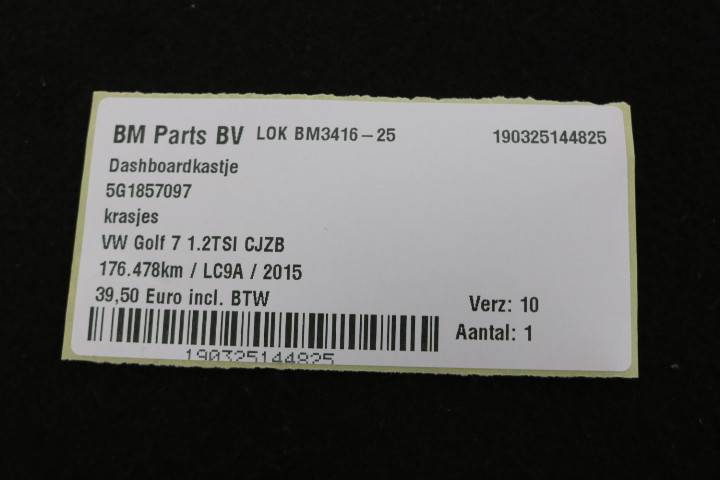 BM Parts BV LOK BM3416-25 190325144825
Dashboardkastje
5G1857097
krasjes
VW Golf 7 1.2TSI CJZB
176.478km / LC9A / 2015
39,50 Euro incl. BTW
Verz: 10
Aantal: 1
190325144825